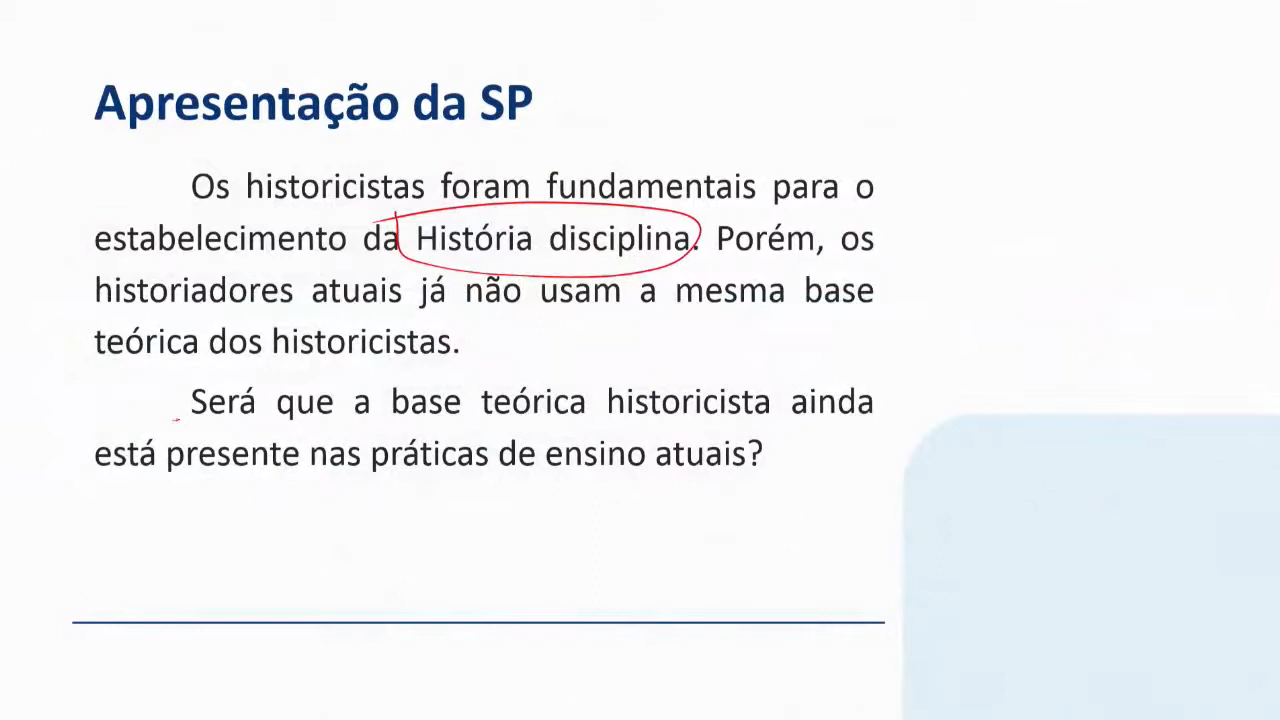 Apresentação da SP
Os historicistas foram fundamentais para o
estabelecimento da História disciplina. Porém, os
historiadores atuais já não usam a mesma base
teórica dos historicistas.
Será que a base teórica historicista ainda
está presente nas práticas de ensino atuais?